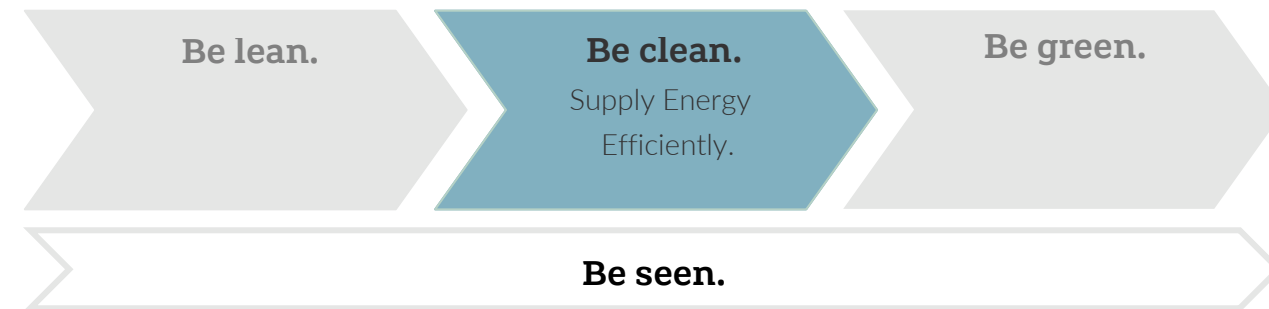 Be lean.
Be clean.
Supply Energy
Efficiently.
Be green.
Be seen.